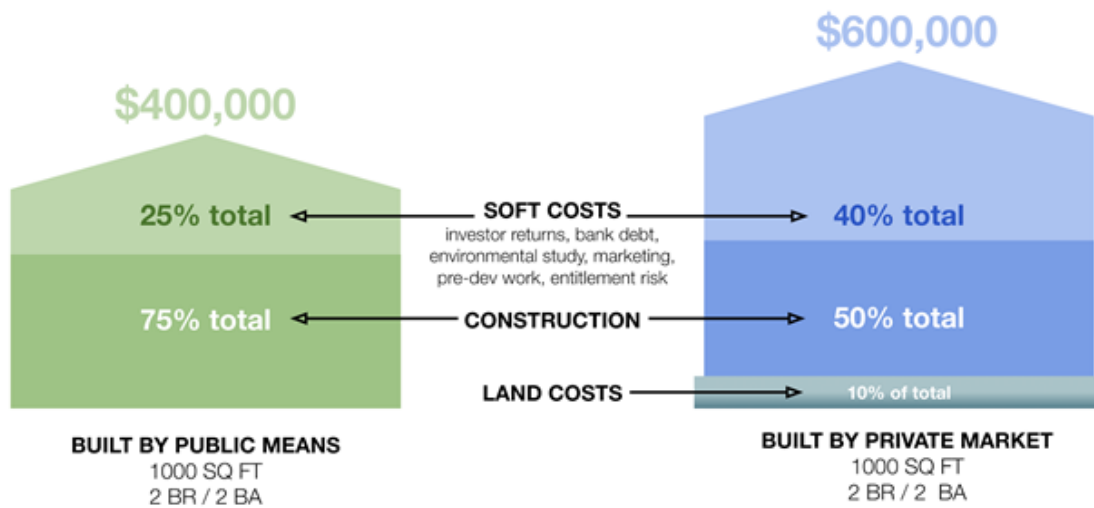 $600,000
$400,000
SOFT COSTS
investor returns, bank debt,
environmental study, marketing,
pre-dev work, entitlement risk
25% total
40% total
CONSTRUCTION
75% total
50% total
LAND COSTS
10% of total
BUILT BY PUBLIC MEANS
1000 SQ FT
2 BR / 2 BA
BUILT BY PRIVATE MARKET
1000 SQ FT
2 BR / 2 BA